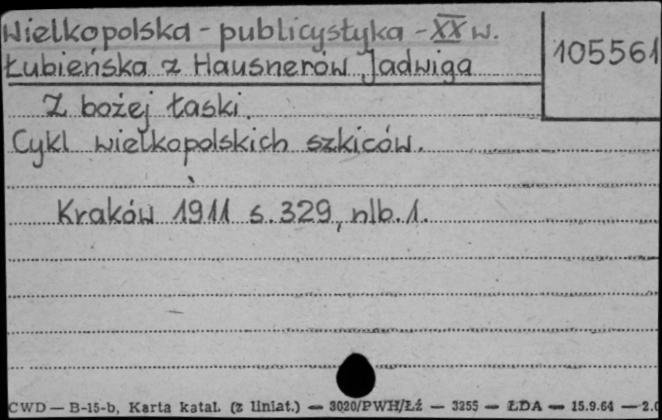 Wielkopolska - publicystyka - XX w.
105561
Łubieńska z Hausnerów Jadwiga
Z bożej łaski.
Cykl wielkopolskich szkiców.
Kraków 1911 s. 329, nlb. 1.
CWD — B-15-b, Karta katal. (z liniat.) — 3020/PWH/Łź — 3255 — ŁDA — 15.9.64 — 2.0